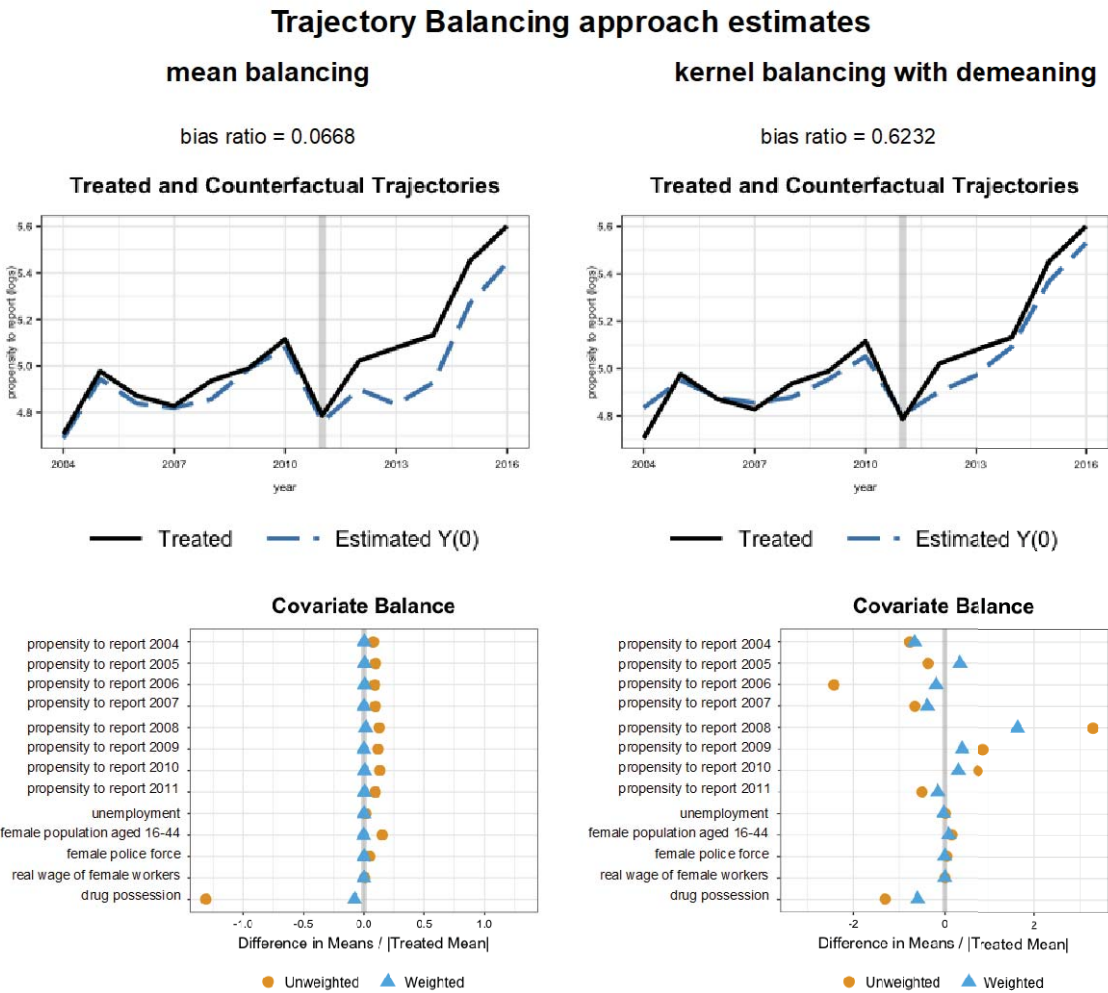 Trajectory Balancing approach estimates
mean balancing
bias ratio = 0.0668
Treated and Counterfactual Trajectories
propensity to report (logs)
5.6
5.4
5.2
5.0
4.8
2004
2007
2010
2013
2016
year
Treated
Estimated Y(0)
Covariate Balance
propensity to report 2004
propensity to report 2005
propensity to report 2006
propensity to report 2007
propensity to report 2008
propensity to report 2009
propensity to report 2010
propensity to report 2011
unemployment
female population aged 16-44
female police force
real wage of female workers
drug possession
-1.0
-0.5
0.0
0.5
1.0
Difference in Means / |Treated Mean|
Unweighted
Weighted
kernel balancing with demeaning
bias ratio = 0.6232
Treated and Counterfactual Trajectories
propensity to report (logs)
5.6
5.4
5.2
5.0
4.8
2004
2007
2010
2013
2016
year
Treated
Estimated Y(0)
Covariate Balance
propensity to report 2004
propensity to report 2005
propensity to report 2006
propensity to report 2007
propensity to report 2008
propensity to report 2009
propensity to report 2010
propensity to report 2011
unemployment
female population aged 16-44
female police force
real wage of female workers
drug possession
-2
0
2
Difference in Means / |Treated Mean|
Unweighted
Weighted